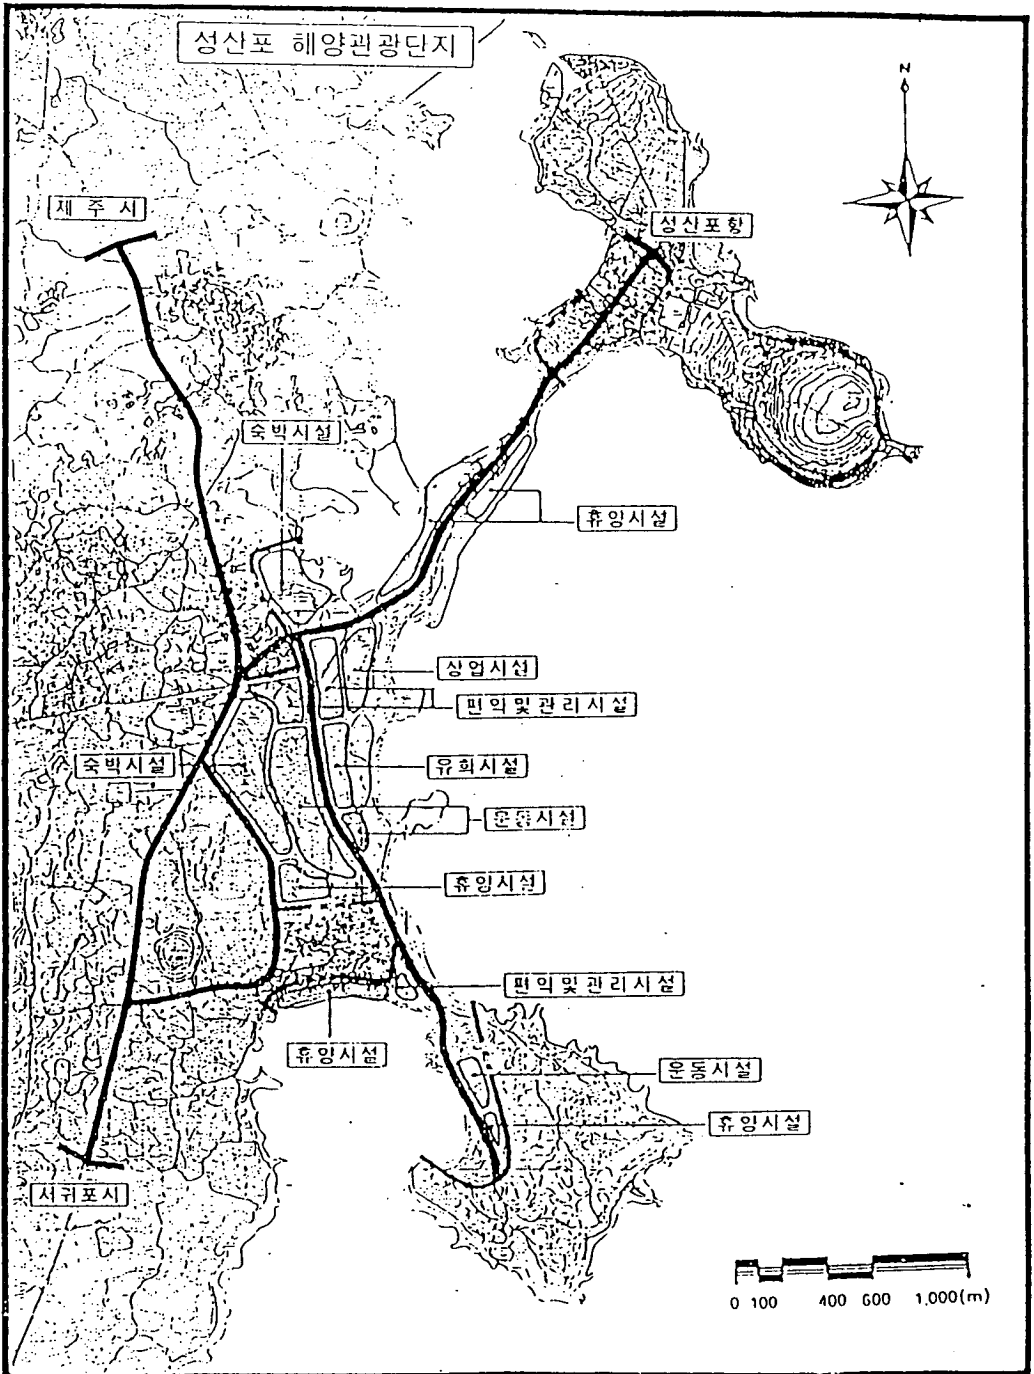 성산포 해양관광단지
N
제주시
성산포항
숙박시설
휴양시설
상업시설
편익및관리시설
숙박시설
유희시설
운동시설
휴양시설
편익및관리시설
휴양시설
운동시설
휴양시설
서귀포시
0 100 400 600 1,000(m)